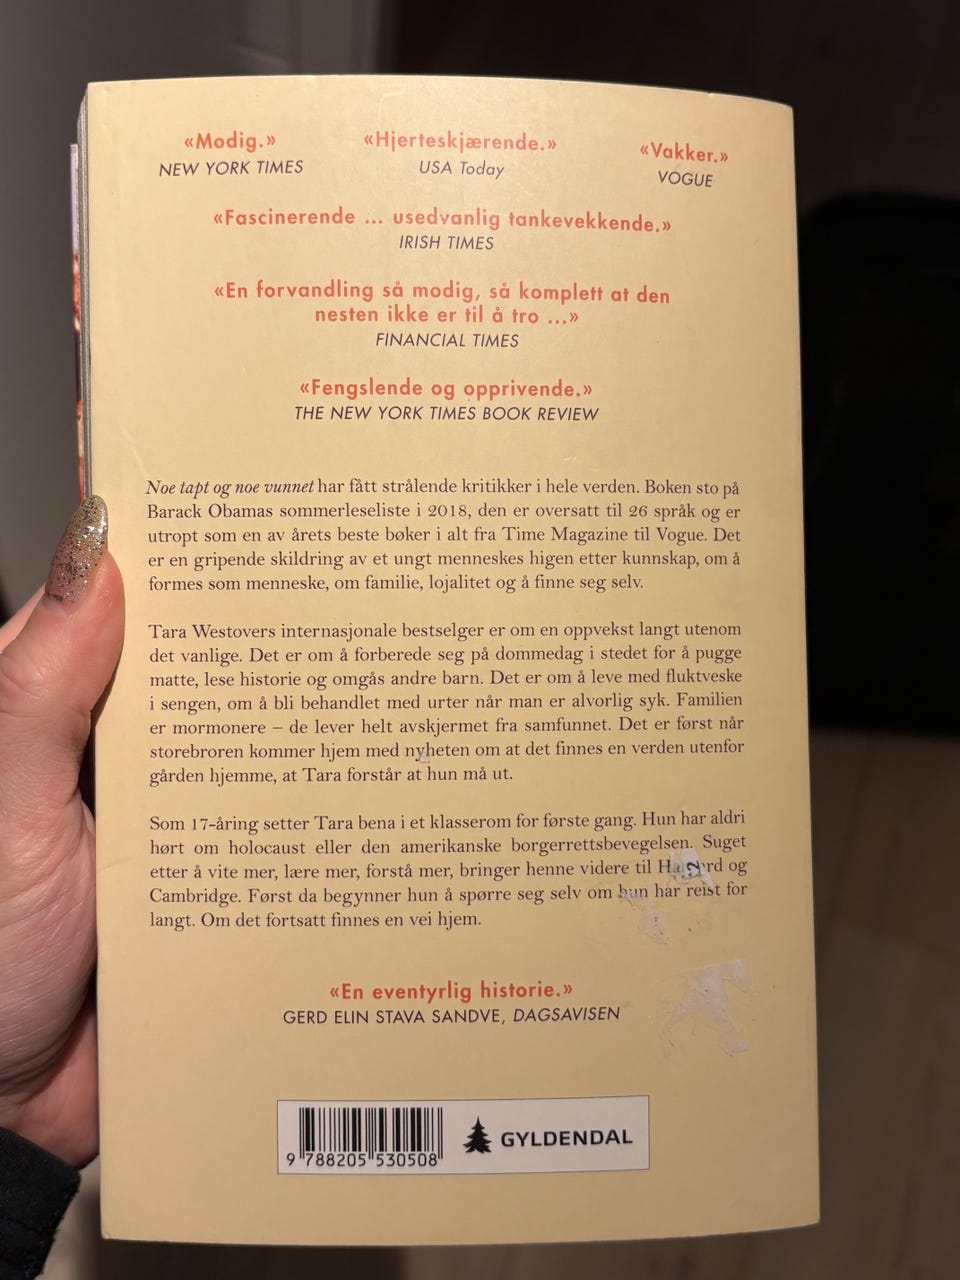 «Modig.»
NEW YORK TIMES
«Hjerteskjærende.»
USA Today
«Vakker.»
VOGUE
«Fascinerende ... usedvanlig tankevekkende.»
IRISH TIMES
«En forvandling så modig, så komplett at den
nesten ikke er til å tro ...»
FINANCIAL TIMES
«Fengslende og opprivende.»
THE NEW YORK TIMES BOOK REVIEW
Noe tapt og noe vunnet har fått strålende kritikker i hele verden. Boken sto på
Barack Obamas sommerleseliste i 2018, den er oversatt til 26 språk og er
utropt som en av årets beste bøker i alt fra Time Magazine til Vogue. Det
er en gripende skildring av et ungt menneskes higen etter kunnskap, om å
formes som menneske, om familie, lojalitet og å finne seg selv.
Tara Westovers internasjonale bestselger er om en oppvekst langt utenom
det vanlige. Det er om å forberede seg på dommedag i stedet for å pugge
matte, lese historie og omgås andre barn. Det er om å leve med fluktveske
i sengen, om å bli behandlet med urter når man er alvorlig syk. Familien
er mormonere – de lever helt avskjermet fra samfunnet. Det er først når
storebroren kommer hjem med nyheten om at det finnes en verden utenfor
gården hjemme, at Tara forstår at hun må ut.
Som 17-åring setter Tara bena i et klasserom for første gang. Hun har aldri
hørt om holocaust eller den amerikanske borgerrettsbevegelsen. Suget
etter å vite mer, lære mer, forstå mer, bringer henne videre til og
Cambridge. Først da begynner hun å spørre seg selv om hun har reist for
langt. Om det fortsatt finnes en vei hjem.
«En eventyrlig historie.»
GERD ELIN STAVA SANDVE, DAGSAVISEN
9 788205 530508
GYLDENDAL